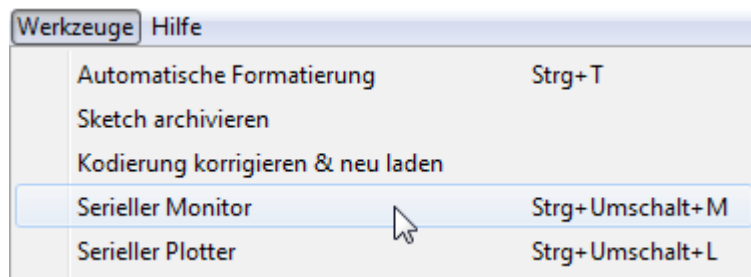 Werkzeuge Hilfe
Automatische Formatierung Strg+T
Sketch archivieren
Kodierung korrigieren & neu laden
Serieller Monitor Strg+Umschalt+M
Serieller Plotter Strg+Umschalt+L